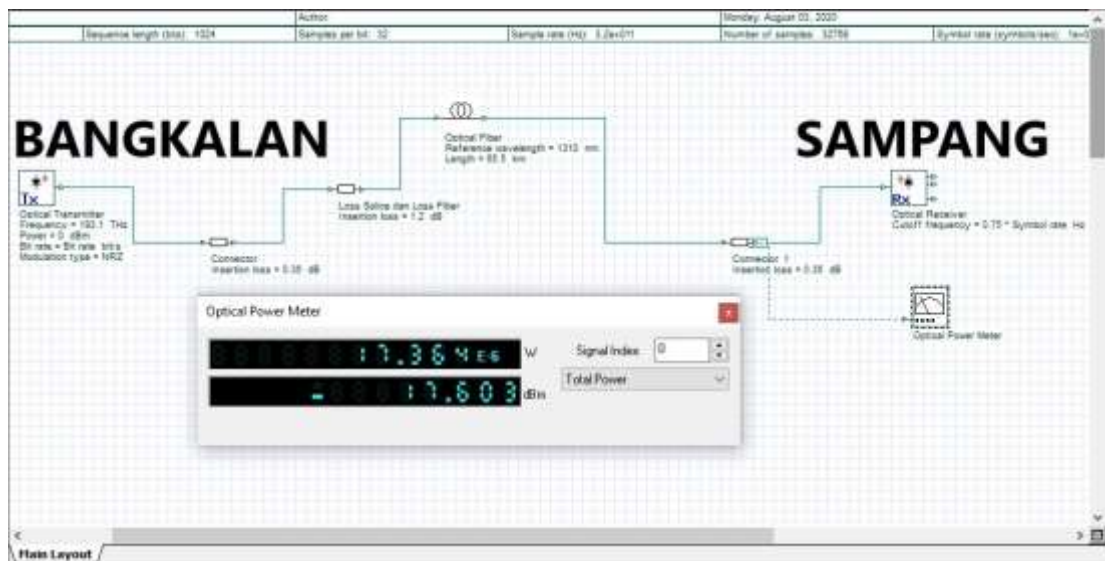 Author
Monday, August 03, 2020
Sequence length (bits): 1024
Samples per bit: 32
Sample rate (Hz): 3.2e+011
Number of samples: 32768
Symbol rate (symbols/sec): 1e+0
BANGKALAN
SAMPANG
Optical Fiber
Reference wavelength = 1310 nm
Tx
Optical Transmitter
Frequency = 193.1 THz
Power = 0 dBm
Bit rate = Bit rate bit/s
Modulation type = NRZ
Connector
Insertion loss = 0.35 dB
Loss Splice dan Loss Fiber
Insertion loss = 1.2 dB
Connector 1
Insertion loss = 0.35 dB
Rx
Optical Receiver
Cutoff frequency = 0.75 * Symbol rate Hz
Optical Power Meter
Optical Power Meter
17.364 E-6 W
Signal Index: 0
- 17.603 dBm
Total Power
Main Layout